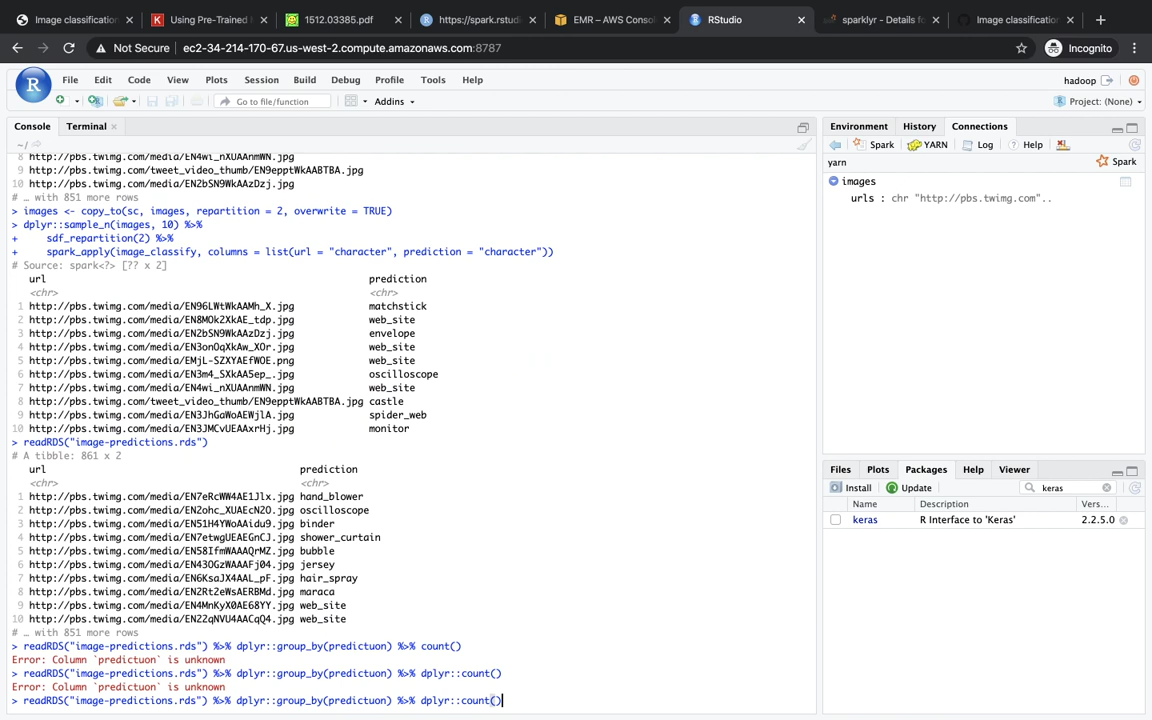 Image classification
Using Pre-Trained
1512.03385.pdf
https://spark.rstudi
EMR – AWS Consol
RStudio
sparklyr - Details fo
Image classification
Not Secure | ec2-34-214-170-67.us-west-2.compute.amazonaws.com:8787
Incognito
File Edit Code View Plots Session Build Debug Profile Tools Help
hadoop
Go to file/function
Addins
Project: (None)
Console Terminal
~/
8 http://pbs.twimg.com/media/EN4wi_nXUAAnmWN.jpg
9 http://pbs.twimg.com/tweet_video_thumb/EN9epptWkAABTBA.jpg
10 http://pbs.twimg.com/media/EN2bSN9WkAAzDzj.jpg
# … with 851 more rows
> images <- copy_to(sc, images, repartition = 2, overwrite = TRUE)
> dplyr::sample_n(images, 10) %>%
+ sdf_repartition(2) %>%
+ spark_apply(image_classify, columns = list(url = "character", prediction = "character"))
# Source: spark<?> [?? x 2]
url prediction
<chr> <chr>
1 http://pbs.twimg.com/media/EN96LWtWkAAMh_X.jpg matchstick
2 http://pbs.twimg.com/media/EN8MOk2XkAE_tdp.jpg web_site
3 http://pbs.twimg.com/media/EN2bSN9WkAAzDzj.jpg envelope
4 http://pbs.twimg.com/media/EN3onOqXkAw_XOr.jpg web_site
5 http://pbs.twimg.com/media/EMjL-SZXYAEfWOE.png web_site
6 http://pbs.twimg.com/media/EN3m4_SXkAA5ep_.jpg oscilloscope
7 http://pbs.twimg.com/media/EN4wi_nXUAAnmWN.jpg web_site
8 http://pbs.twimg.com/tweet_video_thumb/EN9epptWkAABTBA.jpg castle
9 http://pbs.twimg.com/media/EN3JhGaWoAEWjlA.jpg spider_web
10 http://pbs.twimg.com/media/EN3JMCvUEAAxrHj.jpg monitor
> readRDS("image-predictions.rds")
# A tibble: 861 x 2
url prediction
<chr> <chr>
1 http://pbs.twimg.com/media/EN7eRcWW4AE1Jlx.jpg hand_blower
2 http://pbs.twimg.com/media/EN2ohc_XUAEcN2O.jpg oscilloscope
3 http://pbs.twimg.com/media/EN51H4YWoAAidu9.jpg binder
4 http://pbs.twimg.com/media/EN7etwgUEAEGnCJ.jpg shower_curtain
5 http://pbs.twimg.com/media/EN58IfmWAAAQrMZ.jpg bubble
6 http://pbs.twimg.com/media/EN43OGzWAAAFj04.jpg jersey
7 http://pbs.twimg.com/media/EN6KsaJX4AAL_pF.jpg hair_spray
8 http://pbs.twimg.com/media/EN2Rt2eWsAERBMd.jpg maraca
9 http://pbs.twimg.com/media/EN4MnKyX0AE68YY.jpg web_site
10 http://pbs.twimg.com/media/EN22qNVU4AACqQ4.jpg web_site
# … with 851 more rows
> readRDS("image-predictions.rds") %>% dplyr::group_by(predictuon) %>% count()
Error: Column `predictuon` is unknown
> readRDS("image-predictions.rds") %>% dplyr::group_by(predictuon) %>% dplyr::count()
Error: Column `predictuon` is unknown
> readRDS("image-predictions.rds") %>% dplyr::group_by(predictuon) %>% dplyr::count()
Environment History Connections
Spark YARN Log Help
yarn Spark
images
urls : chr "http://pbs.twimg.com"..
Files Plots Packages Help Viewer
Install Update keras
Name Description Vers...
keras R Interface to 'Keras' 2.2.5.0